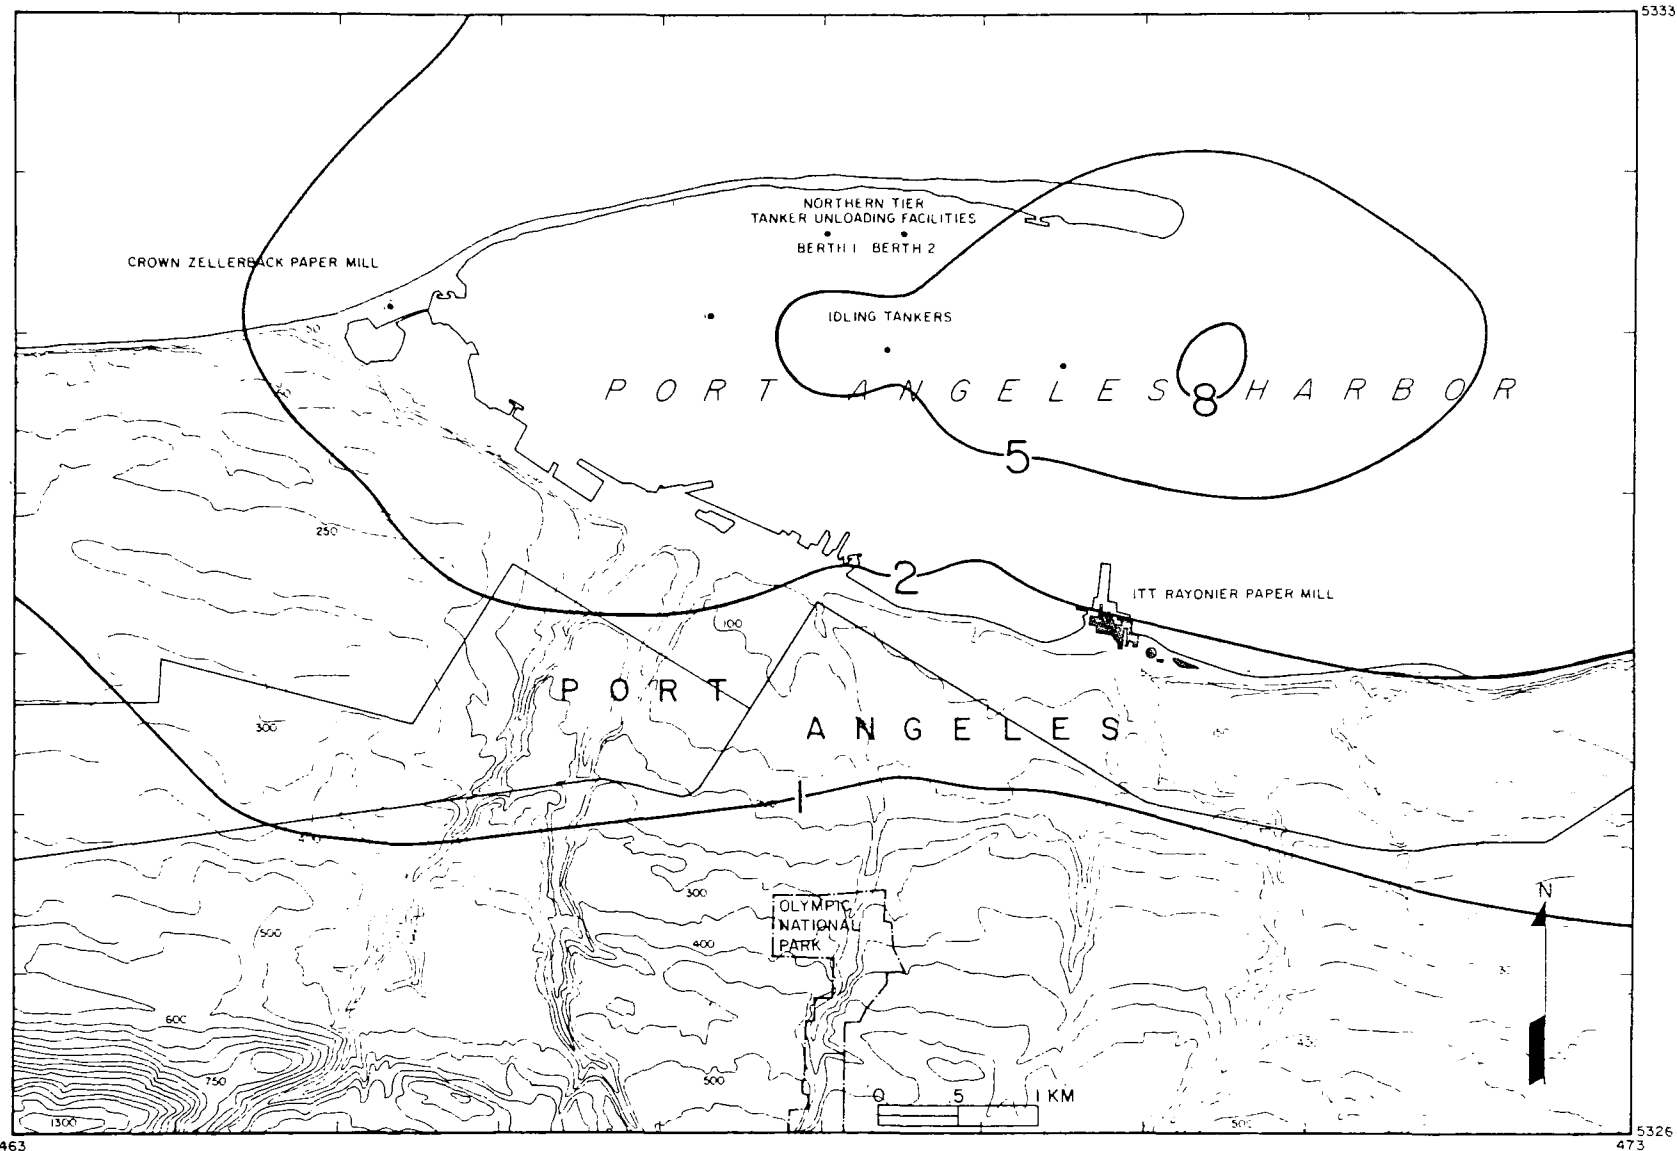 5333
NORTHERN TIER
TANKER UNLOADING FACILITIES
BERTH 1 BERTH 2
CROWN ZELLERBACK PAPER MILL
IDLING TANKERS
50
PORT ANGELES HARBOR
8
5
250
2
ITT RAYONIER PAPER MILL
100
PORT
ANGELES
300
1
300
OLYMPIC
NATIONAL
PARK
N
500
400
600
750
500
0 5 1 KM
1300
500
463
473
5326